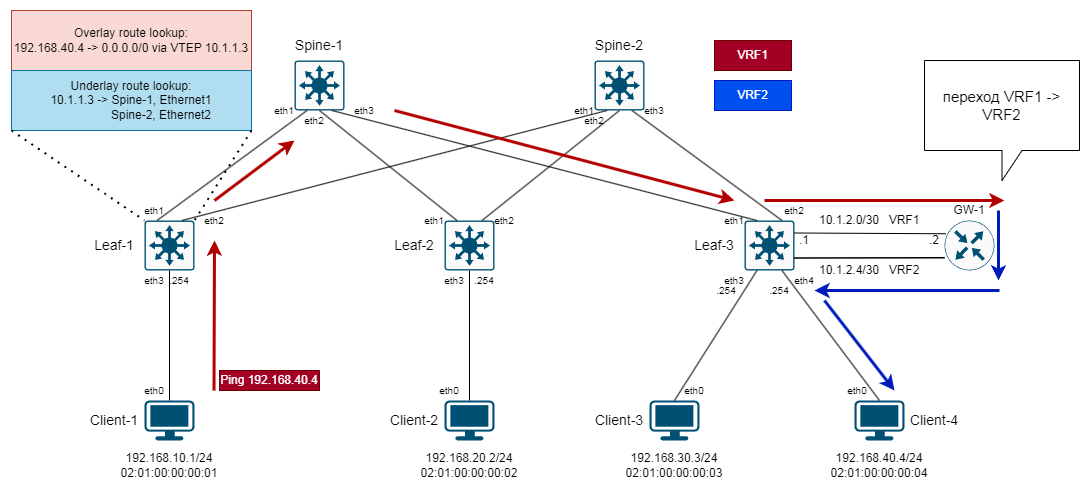 Overlay route lookup:
192.168.40.4 -> 0.0.0.0/0 via VTEP 10.1.1.3
Underlay route lookup:
10.1.1.3 -> Spine-1, Ethernet1
Spine-2, Ethernet2
Spine-1
Spine-2
VRF1
VRF2
переход VRF1 ->
VRF2
eth1
eth2
eth3
eth1
eth2
eth3
eth1
eth2
Leaf-1
eth3
.254
eth1
eth2
Leaf-2
eth3
.254
eth1
eth2
Leaf-3
eth3
.254
eth4
.254
10.1.2.0/30 VRF1
GW-1
.1
.2
10.1.2.4/30 VRF2
Ping 192.168.40.4
eth0
eth0
eth0
eth0
Client-1
Client-2
Client-3
Client-4
192.168.10.1/24
02:01:00:00:00:01
192.168.20.2/24
02:01:00:00:00:02
192.168.30.3/24
02:01:00:00:00:03
192.168.40.4/24
02:01:00:00:00:04